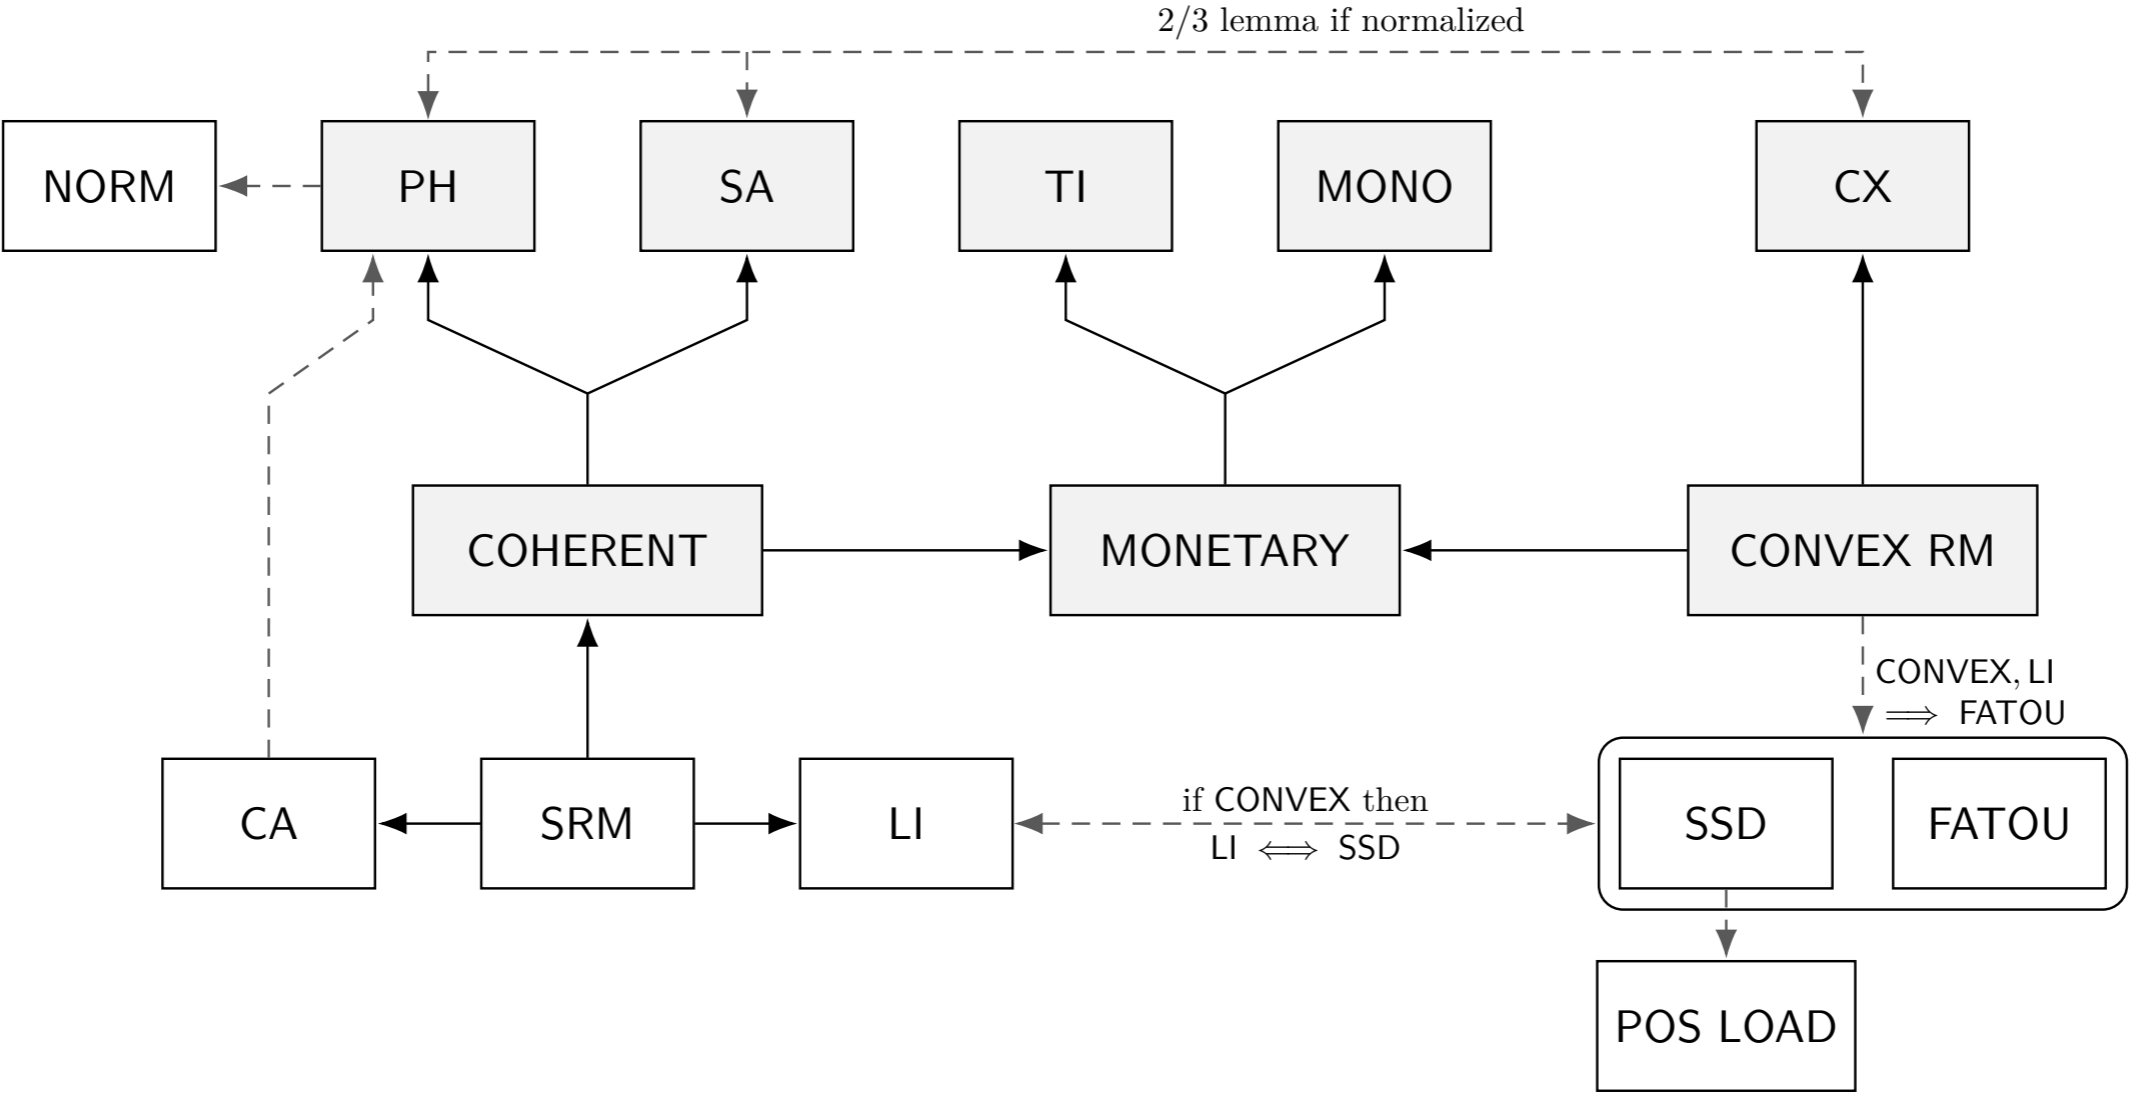 2/3 lemma if normalized
NORM
PH
SA
TI
MONO
CX
COHERENT
MONETARY
CONVEX RM
CONVEX, LI
⟹ FATOU
CA
SRM
LI
if CONVEX then
LI ⟺ SSD
SSD
FATOU
POS LOAD